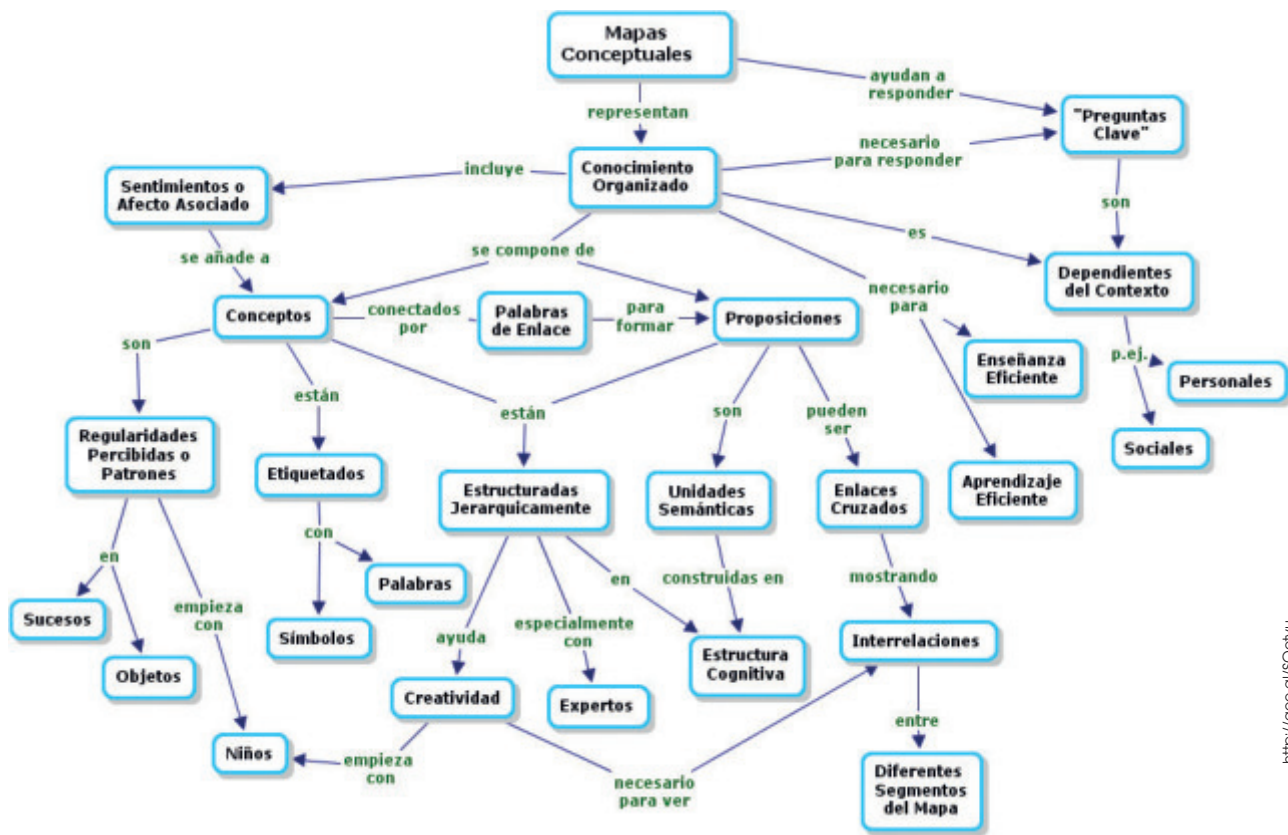 Mapas
Conceptuales
ayudan a
responder
representan
"Preguntas
Clave"
necesario
para responder
Conocimiento
Organizado
incluye
Sentimientos o
Afecto Asociado
son
es
se añade a
se compone de
Dependientes
del Contexto
necesario
para
Conceptos
conectados
por
Palabras
de Enlace
para
formar
Proposiciones
son
Enseñanza
Eficiente
p.ej.
Personales
están
están
son
pueden
ser
Regularidades
Percibidas o
Patrones
Sociales
Etiquetados
Estructuradas
Jerarquicamente
Unidades
Semánticas
Enlaces
Cruzados
Aprendizaje
Eficiente
en
con
Palabras
en
construidas en
mostrando
Sucesos
empieza
con
Símbolos
ayuda
especialmente
con
Interrelaciones
Objetos
Estructura
Cognitiva
Creatividad
Expertos
entre
Niños
empieza
con
necesario
para ver
Diferentes
Segmentos
del Mapa